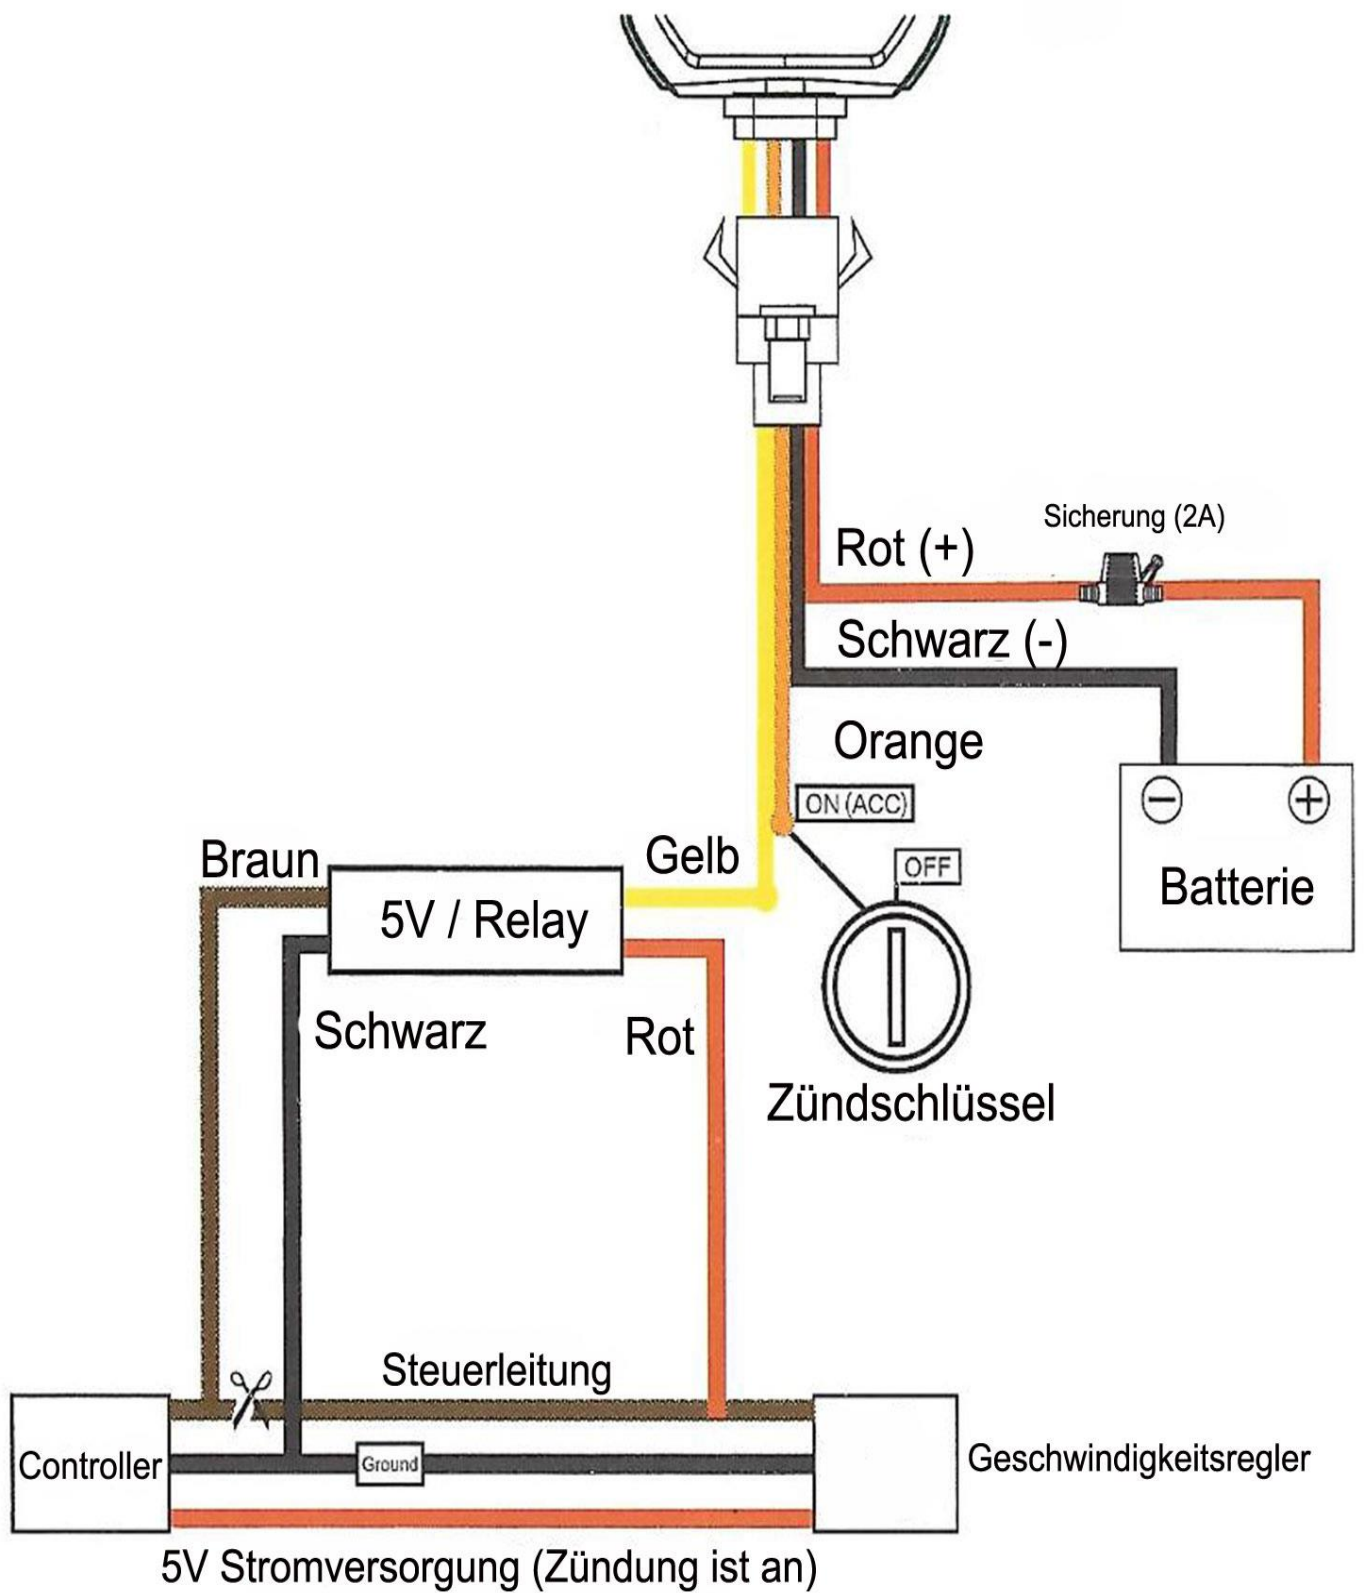 Sicherung (2A)
Rot (+)
Schwarz (-)
Orange
ON (ACC)
Braun
Gelb
OFF
5V / Relay
Batterie
Schwarz
Rot
Zündschlüssel
Steuerleitung
Controller
Ground
Geschwindigkeitsregler
5V Stromversorgung (Zündung ist an)